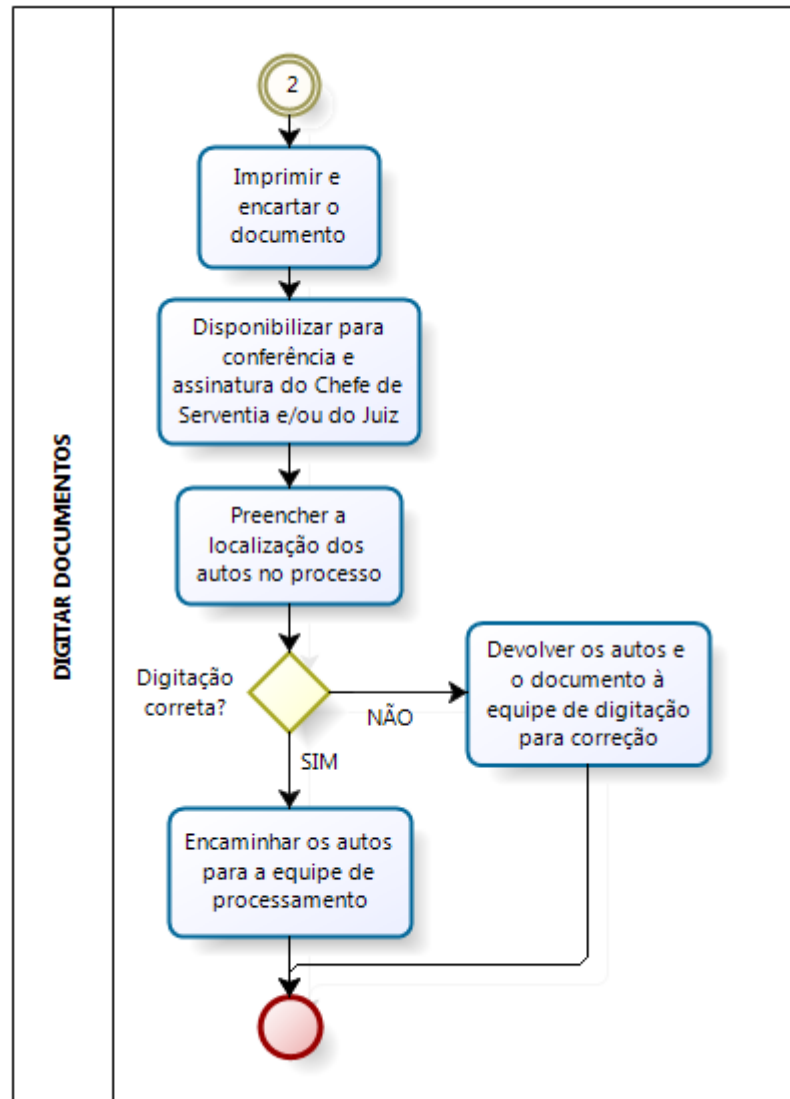 DIGITAR DOCUMENTOS
2
Imprimir e
encartar o
documento
Disponibilizar para
conferência e
assinatura do Chefe de
Serventia e/ou do Juiz
Preencher a
localização dos
autos no processo
Digitação
correta?
NÃO
Devolver os autos e
o documento à
equipe de digitação
para correção
SIM
Encaminhar os autos
para a equipe de
processamento